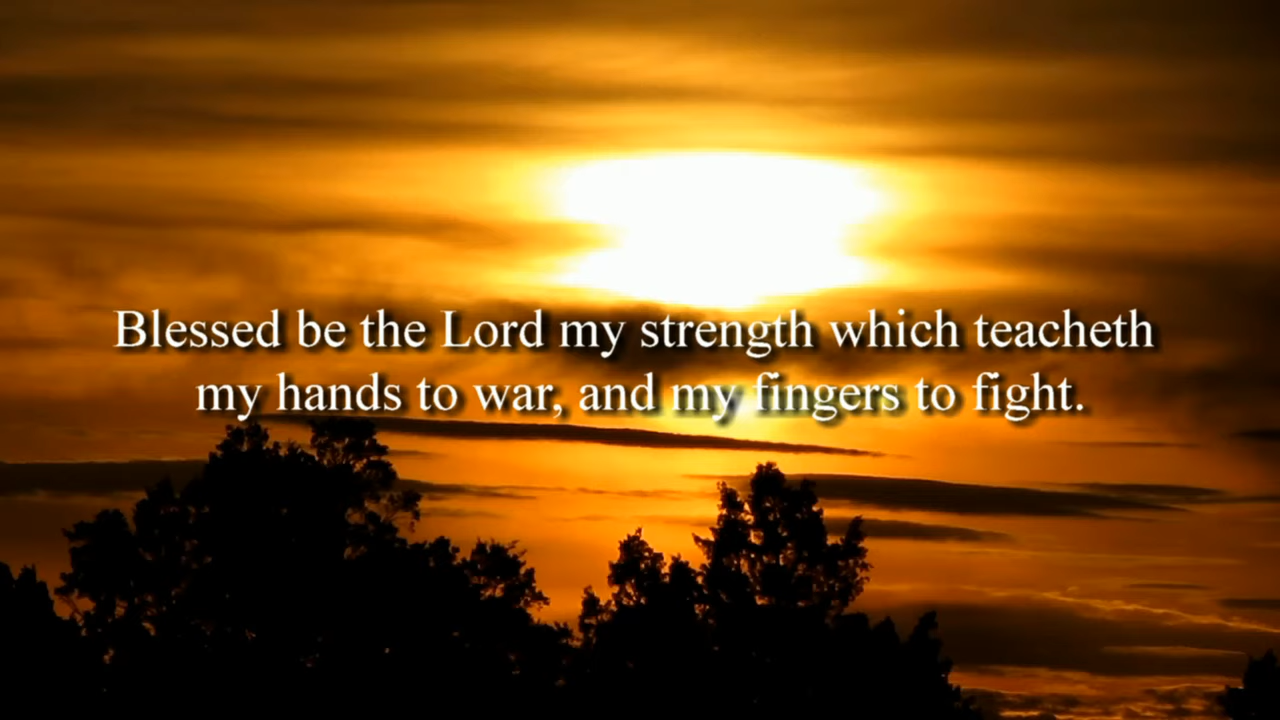 Blessed be the Lord my strength which teacheth
my hands to war, and my fingers to fight.